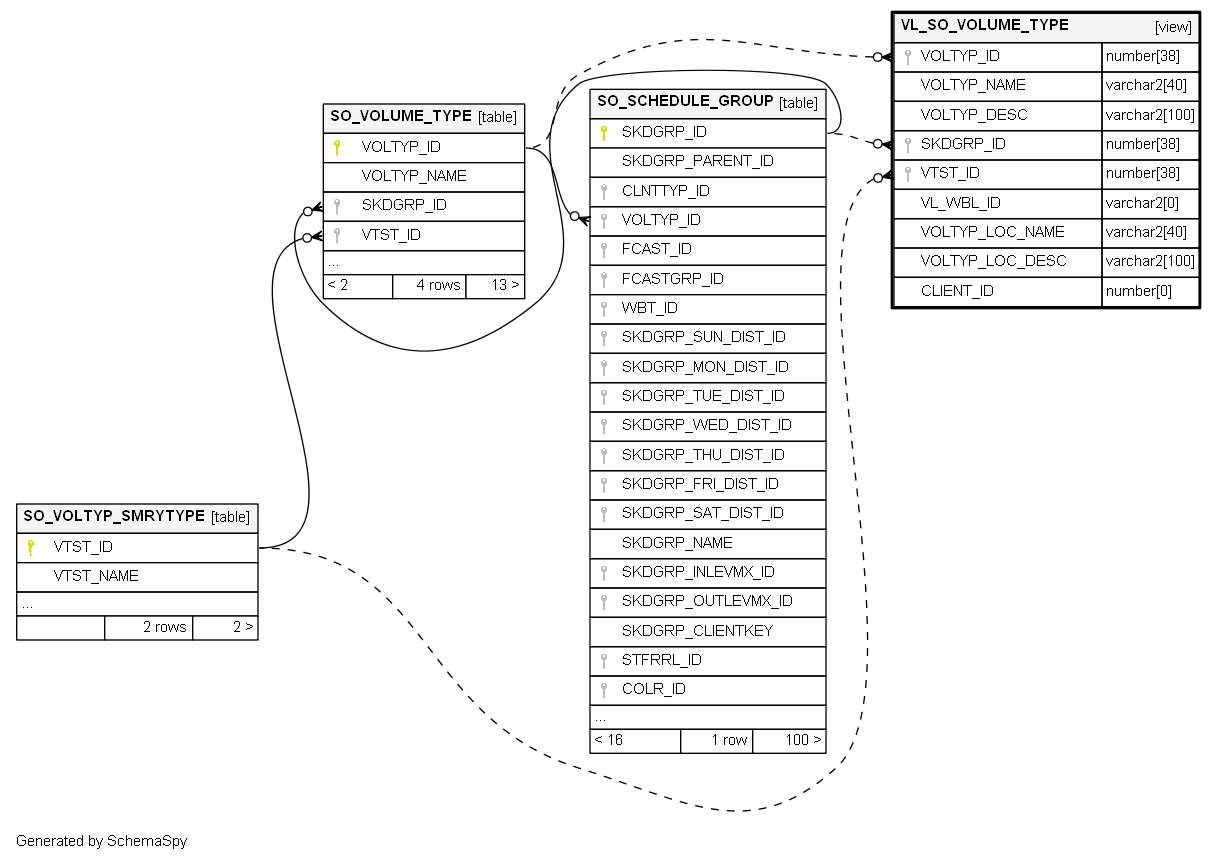 VL_SO_VOLUME_TYPE [view]
VOLTYP_ID number[38]
VOLTYP_NAME varchar2[40]
VOLTYP_DESC varchar2[100]
SKDGRP_ID number[38]
VTST_ID number[38]
VL_WBL_ID varchar2[0]
VOLTYP_LOC_NAME varchar2[40]
VOLTYP_LOC_DESC varchar2[100]
CLIENT_ID number[0]
SO_VOLUME_TYPE [table]
VOLTYP_ID
VOLTYP_NAME
SKDGRP_ID
VTST_ID
...
< 2 4 rows 13 >
SO_SCHEDULE_GROUP [table]
SKDGRP_ID
SKDGRP_PARENT_ID
CLNTTYP_ID
VOLTYP_ID
FCAST_ID
FCASTGRP_ID
WBT_ID
SKDGRP_SUN_DIST_ID
SKDGRP_MON_DIST_ID
SKDGRP_TUE_DIST_ID
SKDGRP_WED_DIST_ID
SKDGRP_THU_DIST_ID
SKDGRP_FRI_DIST_ID
SKDGRP_SAT_DIST_ID
SKDGRP_NAME
SKDGRP_INLEVMX_ID
SKDGRP_OUTLEVMX_ID
SKDGRP_CLIENTKEY
STFRRL_ID
COLR_ID
...
< 16 1 row 100 >
SO_VOLTYP_SMRYTYPE [table]
VTST_ID
VTST_NAME
...
2 rows 2 >
Generated by SchemaSpy